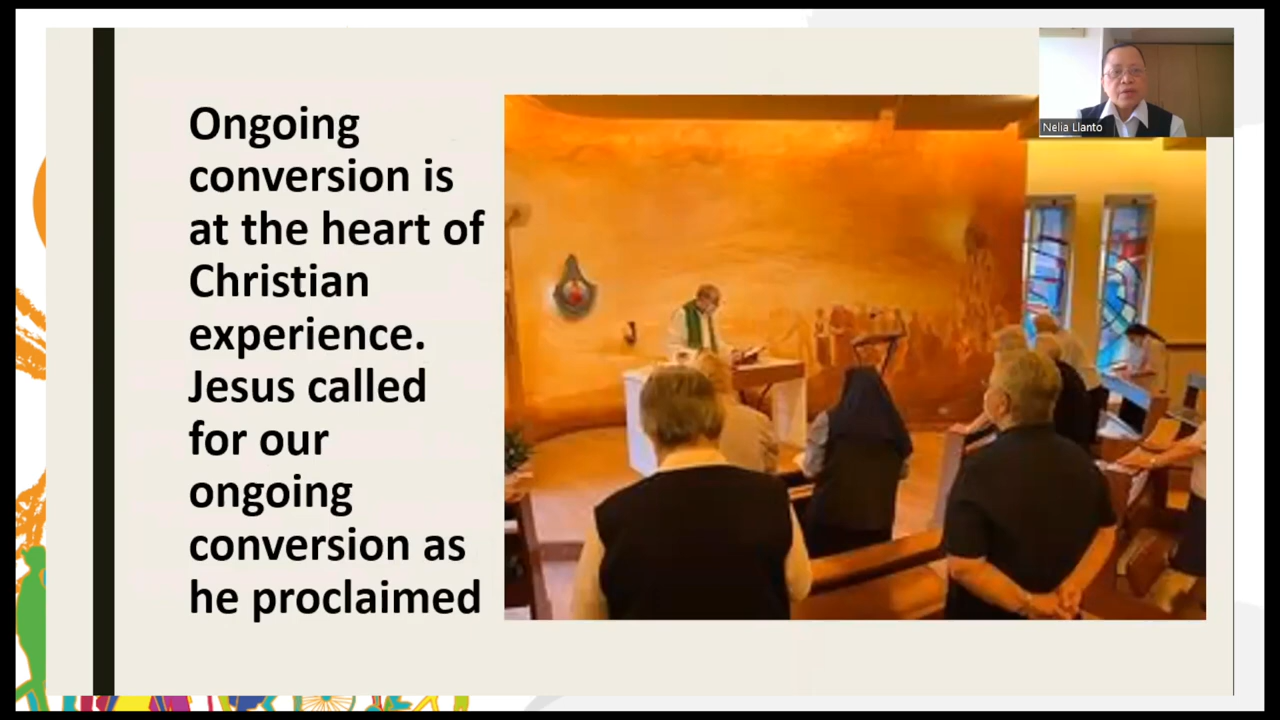 Ongoing
conversion is
at the heart of
Christian
experience.
Jesus called
for our
ongoing
conversion as
he proclaimed
Nelia Llanto